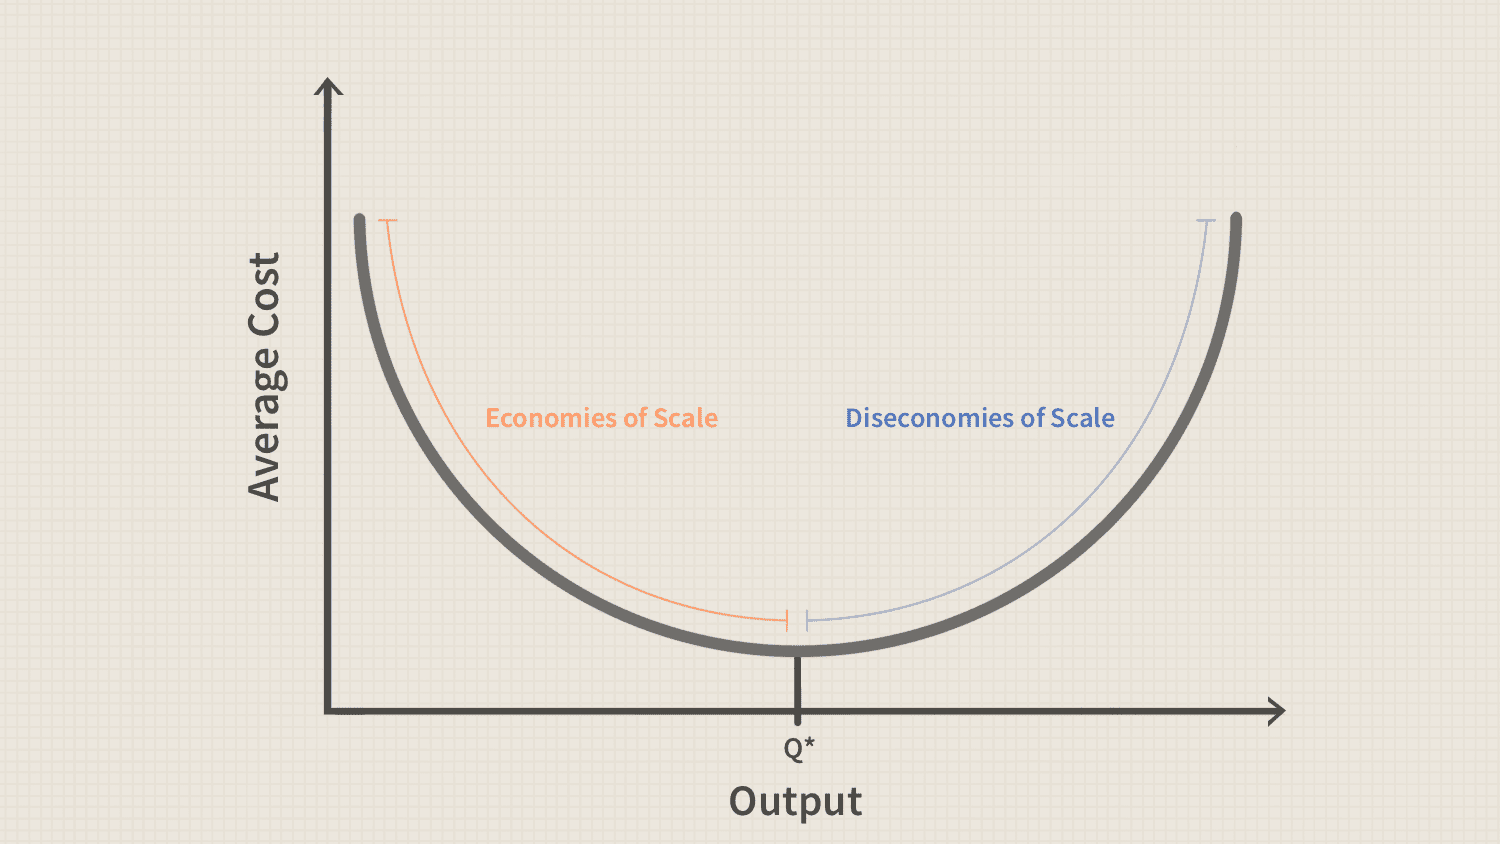 Average Cost
Economies of Scale
Diseconomies of Scale
Q*
Output